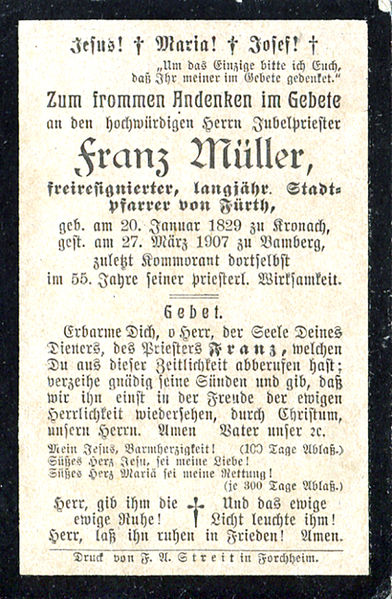 Jesus! † Maria! † Josef! †
„Um das Einzige bitte ich Euch,
daß Ihr meiner im Gebete gedenket.“
Zum frommen Andenken im Gebete
an den hochwürdigen Herrn Jubelpriester
Franz Müller,
freiresignierter, langjähr. Stadt-
pfarrer von Fürth,
geb. am 20. Januar 1829 zu Kronach,
gest. am 27. März 1907 zu Bamberg,
zuletzt Kommorant dortselbst
im 55. Jahre seiner priesterl. Wirksamkeit.
Gebet.
Erbarme Dich, o Herr, der Seele Deines
Dieners, des Priesters Franz, welchen
Du aus dieser Zeitlichkeit abberufen hast;
verzeihe gnädig seine Sünden und gib, daß
wir ihn einst in der Freude der ewigen
Herrlichkeit wiedersehen, durch Christum,
unsern Herrn. Amen Vater unser ꝛc.
Mein Jesus, Barmherzigkeit! (100 Tage Ablaß.)
Süßes Herz Jesu, sei meine Liebe!
Süßes Herz Mariä sei meine Rettung!
(je 300 Tage Ablaß.)
Herr, gib ihm die † Und das ewige
ewige Ruhe! Licht leuchte ihm!
Herr, laß ihn ruhen in Frieden! Amen.
Druck von F. A. Streit in Forchheim.